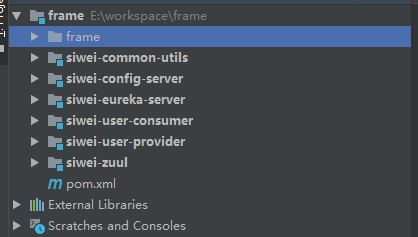 frame E:\workspace\frame
frame
siwei-common-utils
siwei-config-server
siwei-eureka-server
siwei-user-consumer
siwei-user-provider
siwei-zuul
pom.xml
External Libraries
Scratches and Consoles